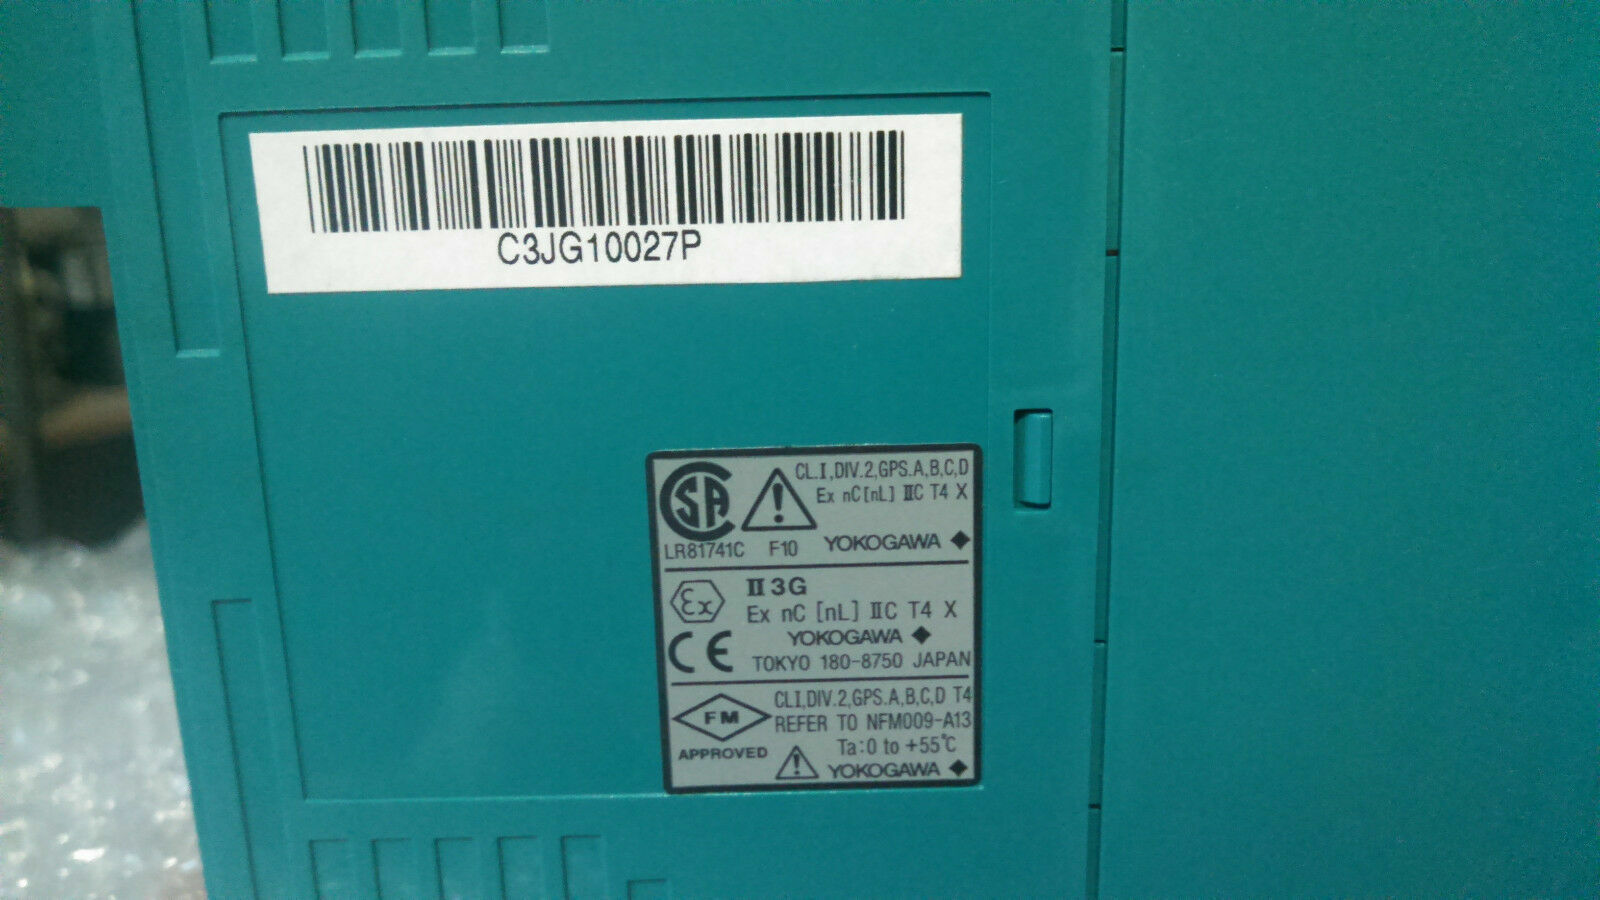 C3JG10027P
CL.I,DIV.2,GPS.A,B,C,D
Ex nC[nL] ⅡC T4 X
LR81741C F10 YOKOGAWA ◆
Ⅱ3G
Ex nC [nL] ⅡC T4 X
YOKOGAWA ◆
CE TOKYO 180-8750 JAPAN
CL.I,DIV.2,GPS.A,B,C,D T4
FM REFER TO NFM009-A13
APPROVED Ta:0 to +55℃
YOKOGAWA ◆